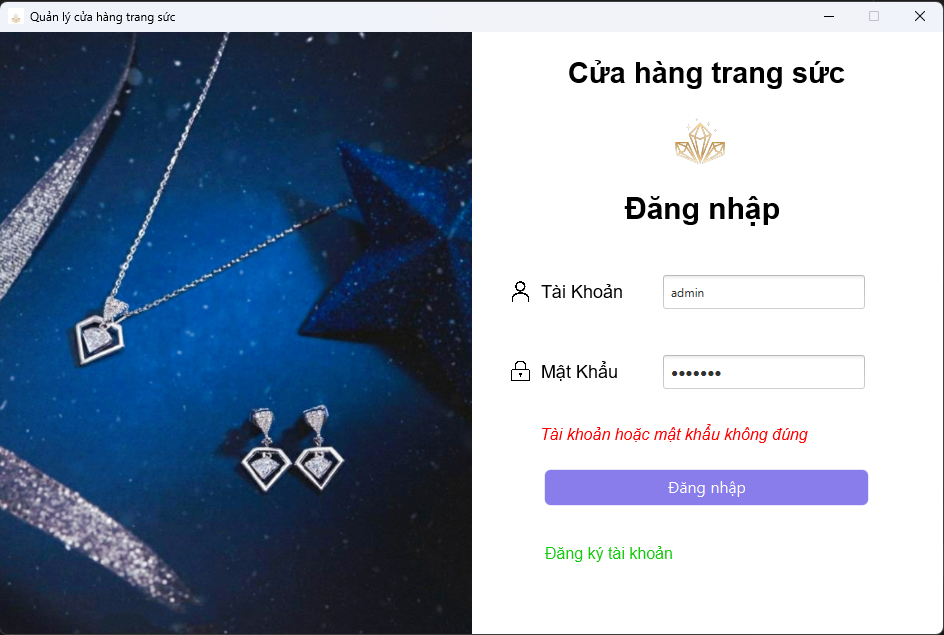 Quản lý cửa hàng trang sức
Cửa hàng trang sức
Đăng nhập
Tài Khoản
admin
Mật Khẩu
•••••••
Tài khoản hoặc mật khẩu không đúng
Đăng nhập
Đăng ký tài khoản